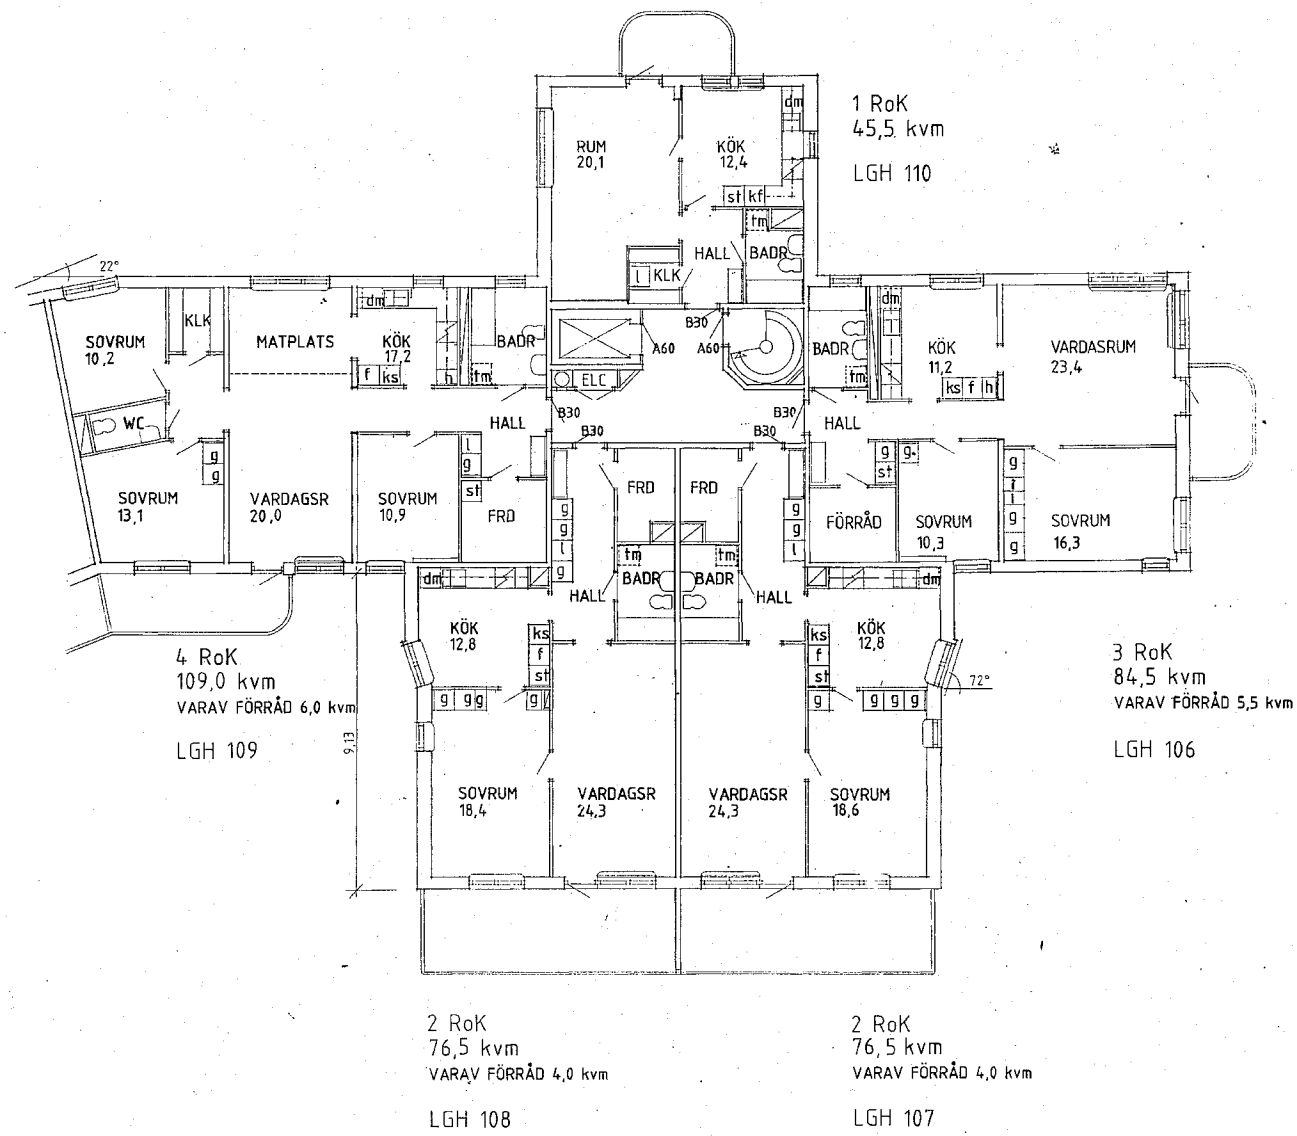 1 RoK
45,5 kvm
LGH 110
dm
RUM
20,1
KÖK
12,4
st kf
tm
HALL
BADR
l
KLK
22°
B30
A60
A60
SOVRUM
10,2
KLK
MATPLATS
dm
KÖK
17,2
f ks
h
BADR
tm
ELC
WC
HALL
B30
B30
B30
B30
l
g
st
g
g
SOVRUM
13,1
VARDAGSR
20,0
SOVRUM
10,9
FRD
BADR
tm
dm
KÖK
11,2
ks f h
VARDASRUM
23,4
HALL
g
st
g
FÖRRÅD
SOVRUM
10,3
g
l
l
g
g
SOVRUM
16,3
FRD
FRD
g
g
l
g
g
g
l
tm
tm
BADR
BADR
HALL
HALL
dm
KÖK
12,8
ks
f
st
g g g
g
dm
KÖK
12,8
ks
f
st
g
g g g
72°
4 RoK
109,0 kvm
VARAV FÖRRÅD 6,0 kvm
LGH 109
9,13
3 RoK
84,5 kvm
VARAV FÖRRÅD 5,5 kvm
LGH 106
SOVRUM
18,4
VARDAGSR
24,3
VARDAGSR
24,3
SOVRUM
18,6
2 RoK
76,5 kvm
VARAV FÖRRÅD 4,0 kvm
LGH 108
2 RoK
76,5 kvm
VARAV FÖRRÅD 4,0 kvm
LGH 107